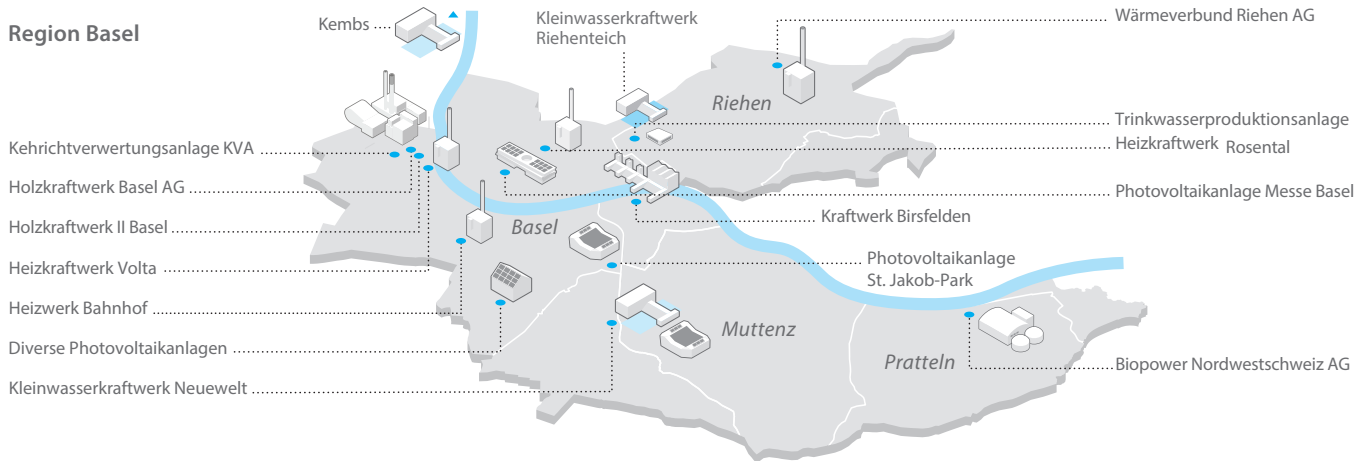 Region Basel
Kembs
Kleinwasserkraftwerk
Riehenteich
Wärmeverbund Riehen AG
Riehen
Trinkwasserproduktionsanlage
Heizkraftwerk Rosental
Photovoltaikanlage Messe Basel
Kehrichtverwertungsanlage KVA
Holzkraftwerk Basel AG
Holzkraftwerk II Basel
Heizkraftwerk Volta
Heizwerk Bahnhof
Diverse Photovoltaikanlagen
Kleinwasserkraftwerk Neuewelt
Basel
Kraftwerk Birsfelden
Photovoltaikanlage
St. Jakob-Park
Muttenz
Pratteln
Biopower Nordwestschweiz AG